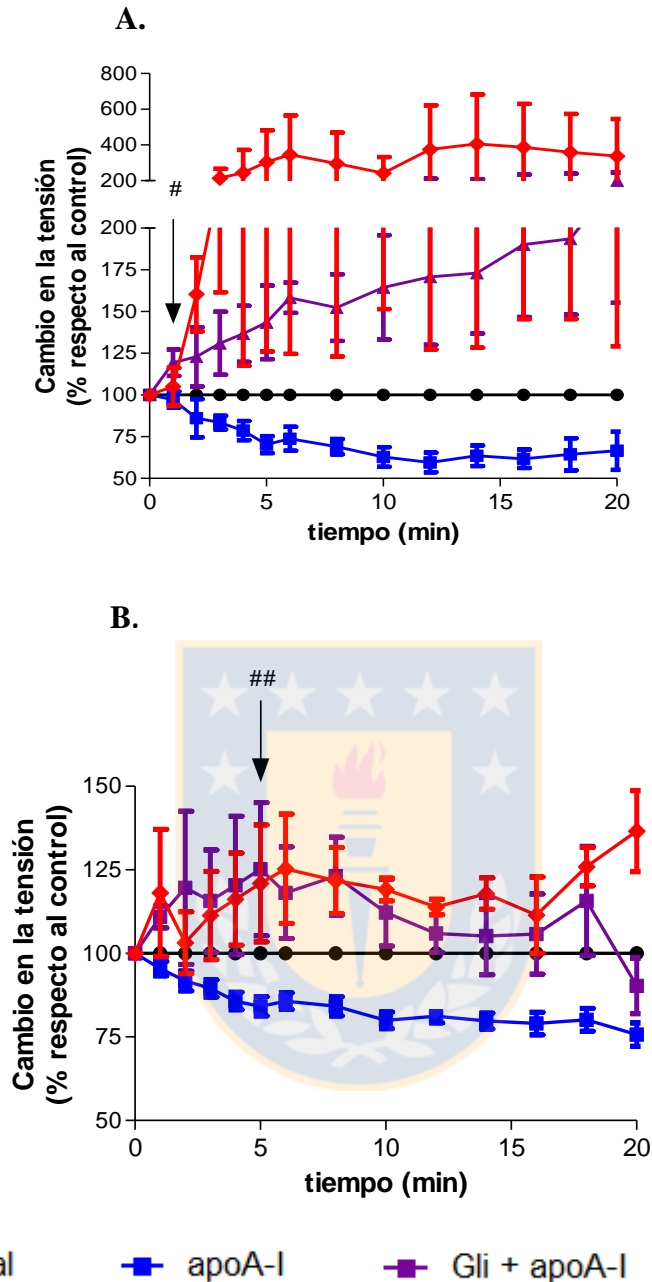 A.
800
600
400
200
#
200
175
150
125
100
75
50
0 5 10 15 20
Cambio en la tensión
(% respecto al control)
tiempo (min)
B.
##
150
125
100
75
50
0 5 10 15 20
Cambio en la tensión
(% respecto al control)
tiempo (min)
al apoA-I Gli + apoA-I